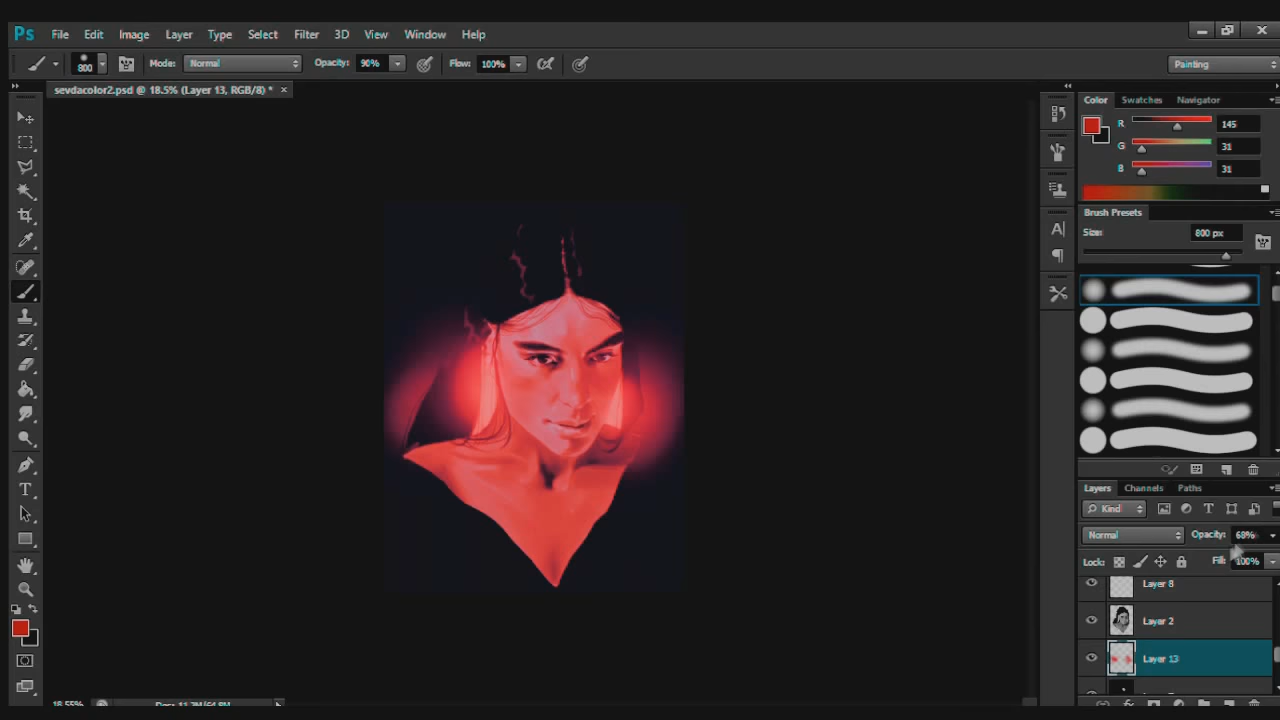 Ps File Edit Image Layer Type Select Filter 3D View Window Help
800 Mode: Normal Opacity: 90% Flow: 100% Painting
sevdacolor2.psd @ 18.5% (Layer 13, RGB/8) * ×
Color Swatches Navigator
R 145
G 31
B 31
Brush Presets
Size: 800 px
Layers Channels Paths
Kind
Normal Opacity: 68%
Lock: Fill: 100%
Layer 8
Layer 2
Layer 13
18.55%